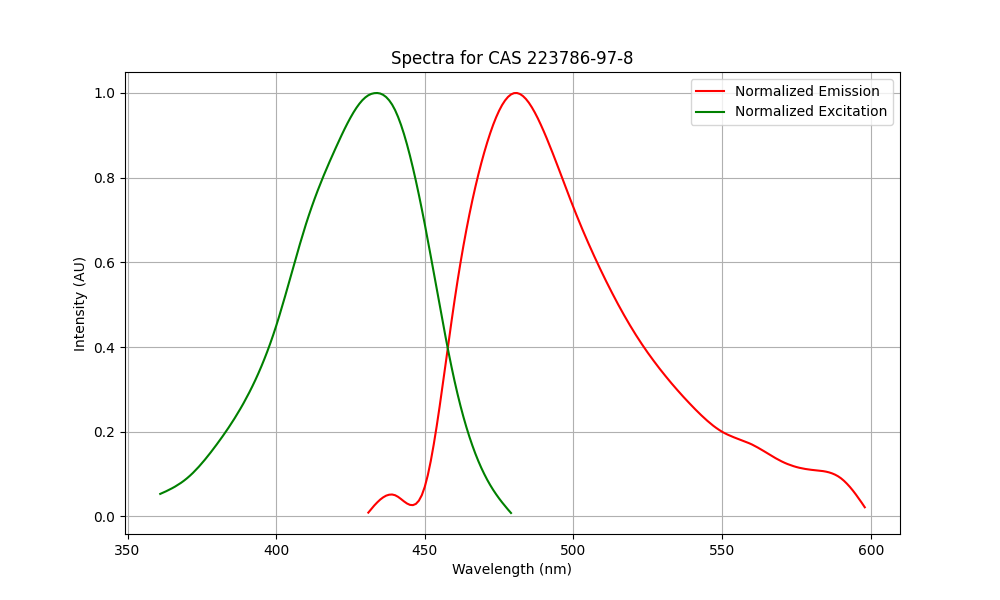 Spectra for CAS 223786-97-8
Normalized Emission
Normalized Excitation
1.0
0.8
0.6
0.4
0.2
0.0
Intensity (AU)
350 400 450 500 550 600
Wavelength (nm)